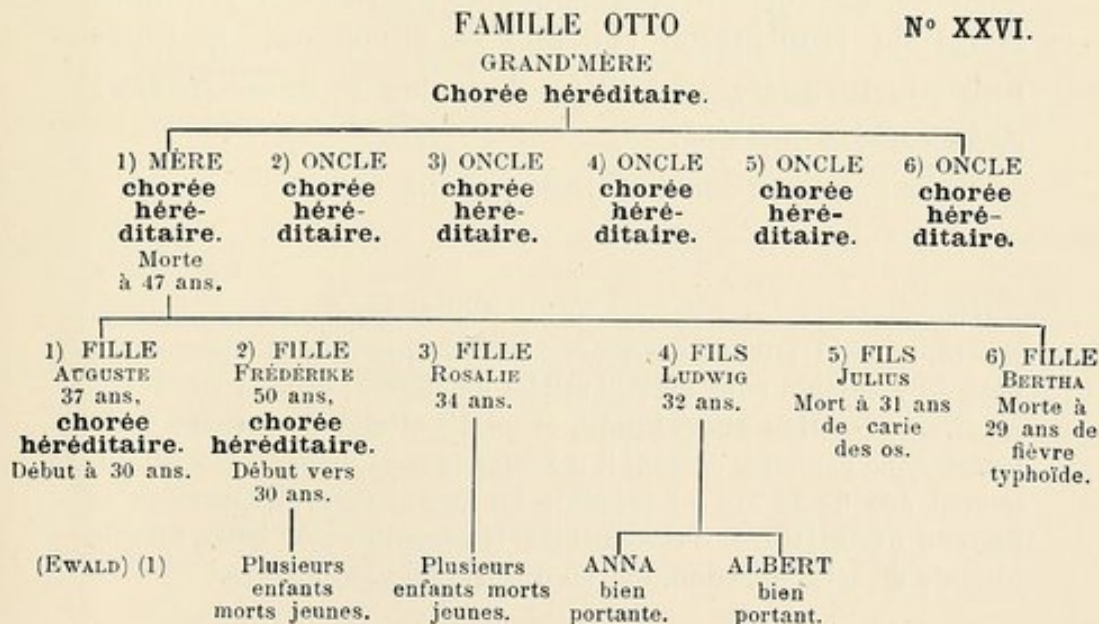 FAMILLE OTTO
No XXVI.
GRAND'MÈRE
Chorée héréditaire.
1) MÈRE
chorée
héré-
ditaire.
Morte
à 47 ans.
2) ONCLE
chorée
héré-
ditaire.
3) ONCLE
chorée
héré-
ditaire.
4) ONCLE
chorée
héré-
ditaire.
5) ONCLE
chorée
héré-
ditaire.
6) ONCLE
chorée
héré-
ditaire.
1) FILLE
AUGUSTE
37 ans,
chorée
héréditaire.
Début à 30 ans.
2) FILLE
FRÉDÉRIKE
50 ans,
chorée
héréditaire.
Début vers
30 ans.
3) FILLE
ROSALIE
34 ans.
4) FILS
LUDWIG
32 ans.
5) FILS
JULIUS
Mort à 31 ans
de carie
des os.
6) FILLE
BERTHA
Morte à
29 ans de
fièvre
typhoïde.
(EWALD) (1)
Plusieurs
enfants
morts jeunes.
Plusieurs
enfants morts
jeunes.
ANNA
bien
portante.
ALBERT
bien
portant.